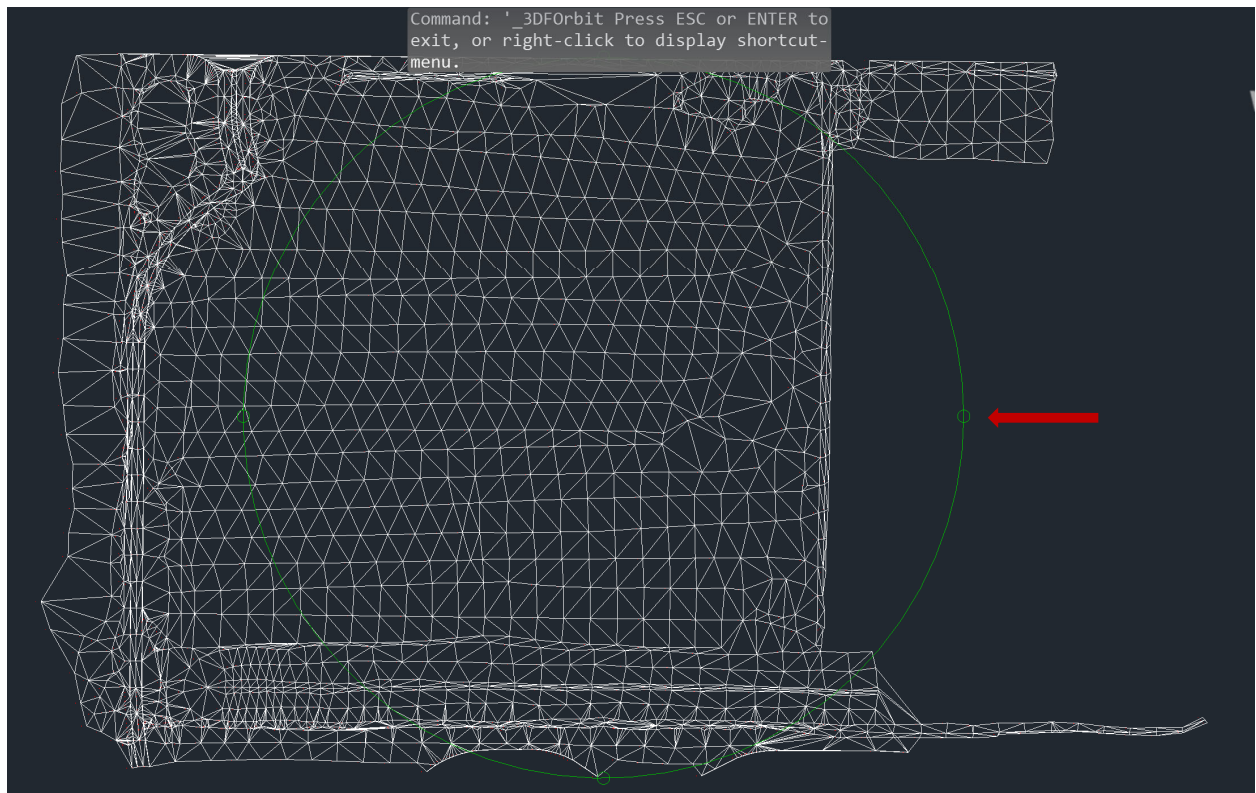 Command: '_3DFOrbit Press ESC or ENTER to
exit, or right-click to display shortcut-
menu.